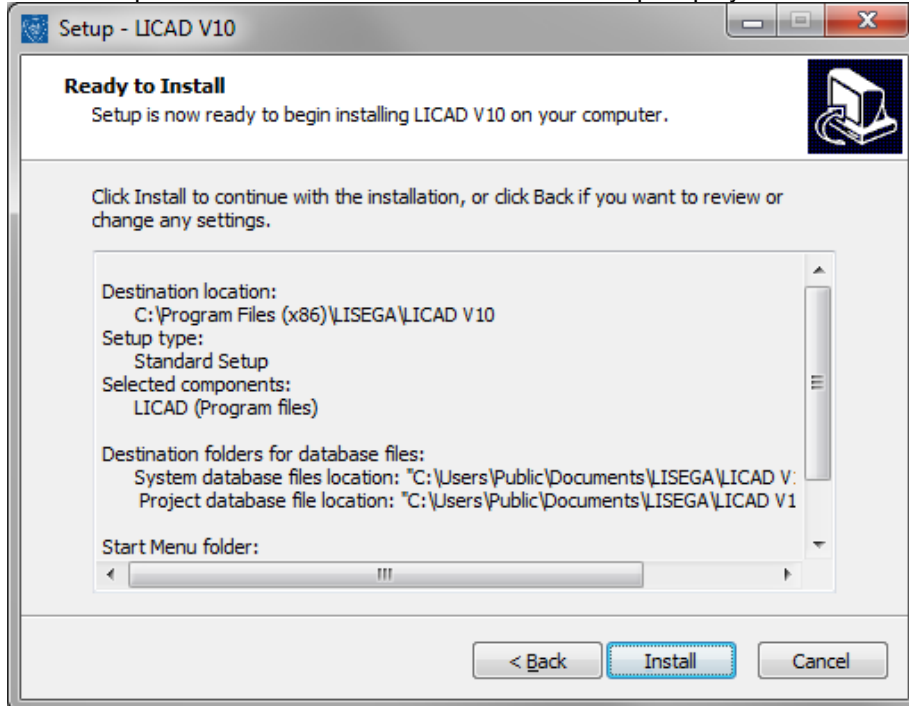 Setup - LICAD V10
Ready to Install
Setup is now ready to begin installing LICAD V10 on your computer.
Click Install to continue with the installation, or click Back if you want to review or
change any settings.
Destination location:
C:\Program Files (x86)\LISEGA\LICAD V10
Setup type:
Standard Setup
Selected components:
LICAD (Program files)
Destination folders for database files:
System database files location: "C:\Users\Public\Documents\LISEGA\LICAD V
Project database file location: "C:\Users\Public\Documents\LISEGA\LICAD V1
Start Menu folder:
< Back
Install
Cancel